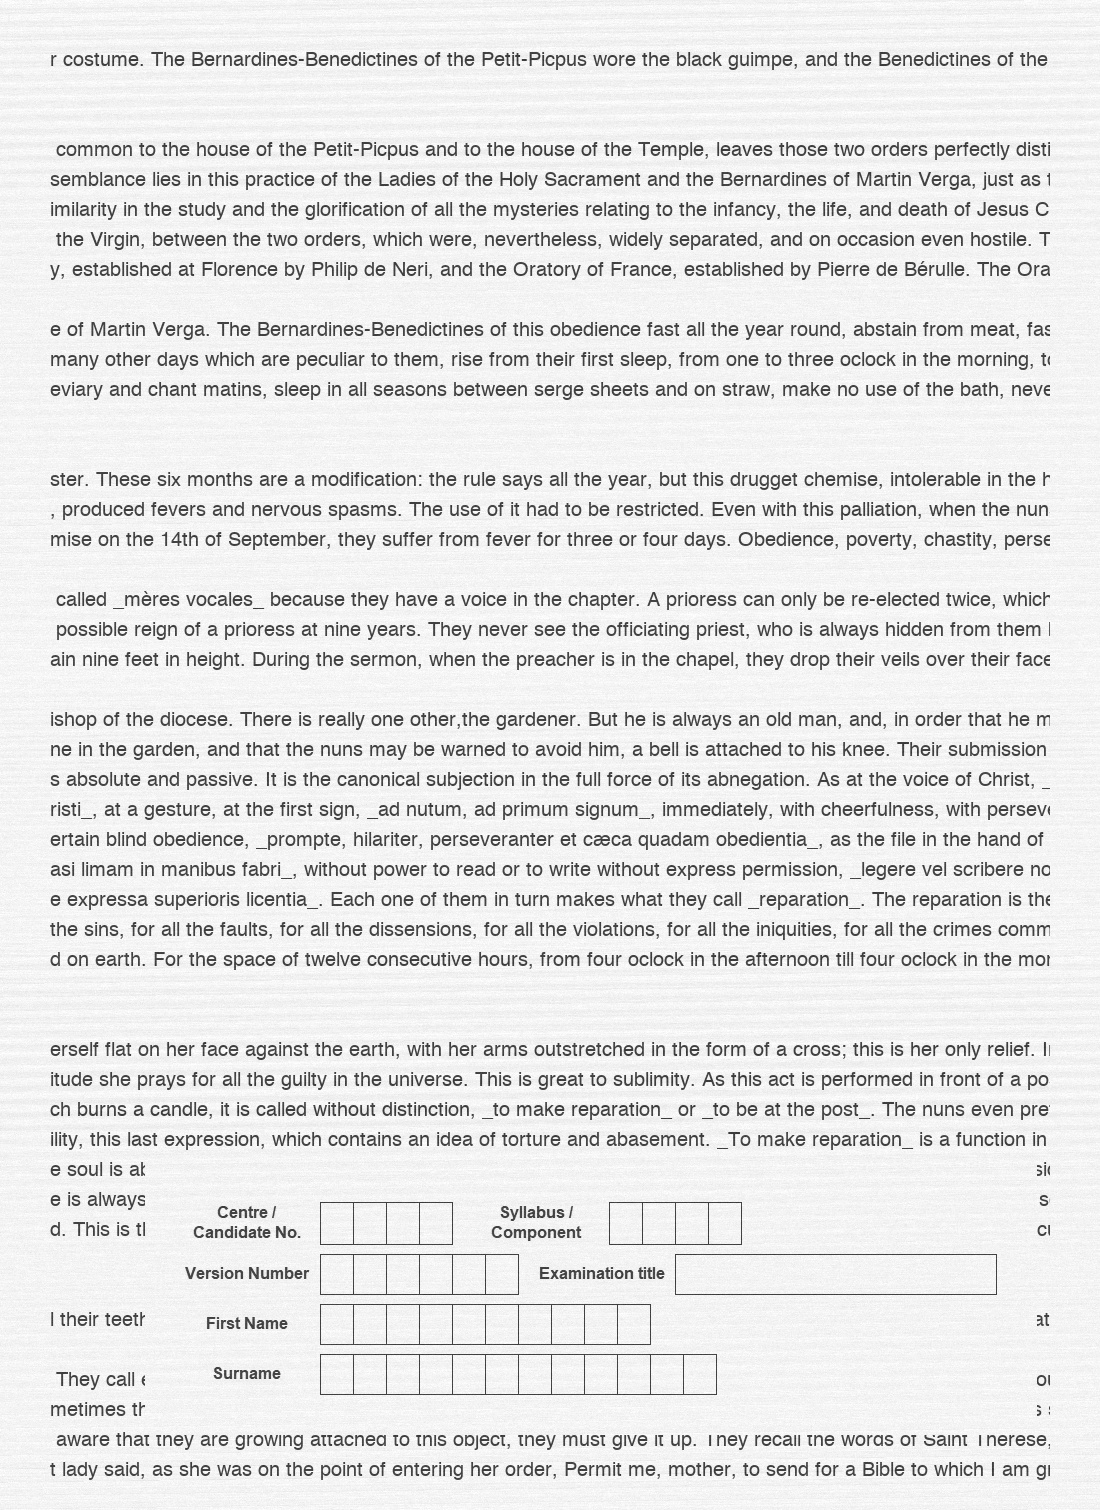 r costume. The Bernardines-Benedictines of the Petit-Picpus wore the black guimpe, and the Benedictines of the
common to the house of the Petit-Picpus and to the house of the Temple, leaves those two orders perfectly disti
semblance lies in this practice of the Ladies of the Holy Sacrament and the Bernardines of Martin Verga, just as
imilarity in the study and the glorification of all the mysteries relating to the infancy, the life, and death of Jesus C
the Virgin, between the two orders, which were, nevertheless, widely separated, and on occasion even hostile. T
y, established at Florence by Philip de Neri, and the Oratory of France, established by Pierre de Bérulle. The Ora
e of Martin Verga. The Bernardines-Benedictines of this obedience fast all the year round, abstain from meat, fas
many other days which are peculiar to them, rise from their first sleep, from one to three oclock in the morning,
eviary and chant matins, sleep in all seasons between serge sheets and on straw, make no use of the bath, neve
ster. These six months are a modification: the rule says all the year, but this drugget chemise, intolerable in the
, produced fevers and nervous spasms. The use of it had to be restricted. Even with this palliation, when the nun
mise on the 14th of September, they suffer from fever for three or four days. Obedience, poverty, chastity, perse
called _mères vocales_ because they have a voice in the chapter. A prioress can only be re-elected twice, which
possible reign of a prioress at nine years. They never see the officiating priest, who is always hidden from them
ain nine feet in height. During the sermon, when the preacher is in the chapel, they drop their veils over their face
ishop of the diocese. There is really one other,the gardener. But he is always an old man, and, in order that he m
ne in the garden, and that the nuns may be warned to avoid him, a bell is attached to his knee. Their submission
s absolute and passive. It is the canonical subjection in the full force of its abnegation. As at the voice of Christ, _
risti_, at a gesture, at the first sign, _ad nutum, ad primum signum_, immediately, with cheerfulness, with perseve
ertain blind obedience, _prompte, hilariter, perseveranter et cæca quadam obedientia_, as the file in the hand of
asi limam in manibus fabri_, without power to read or to write without express permission, _legere vel scribere no
e expressa superioris licentia_. Each one of them in turn makes what they call _reparation_. The reparation is the
the sins, for all the faults, for all the dissensions, for all the violations, for all the iniquities, for all the crimes comm
d on earth. For the space of twelve consecutive hours, from four oclock in the afternoon till four oclock in the mor
erself flat on her face against the earth, with her arms outstretched in the form of a cross; this is her only relief.
itude she prays for all the guilty in the universe. This is great to sublimity. As this act is performed in front of a po
ch burns a candle, it is called without distinction, _to make reparation_ or _to be at the post_. The nuns even pre
ility, this last expression, which contains an idea of torture and abasement. _To make reparation_ is a function in
e soul is ab
e is always
d. This is th
Centre / Candidate No.
Syllabus / Component
Version Number
Examination title
First Name
Surname
l their teeth
They call
metimes th
aware that they are growing attached to this object, they must give it up. They recall the words of Saint Therese,
t lady said, as she was on the point of entering her order, Permit me, mother, to send for a Bible to which I am gr